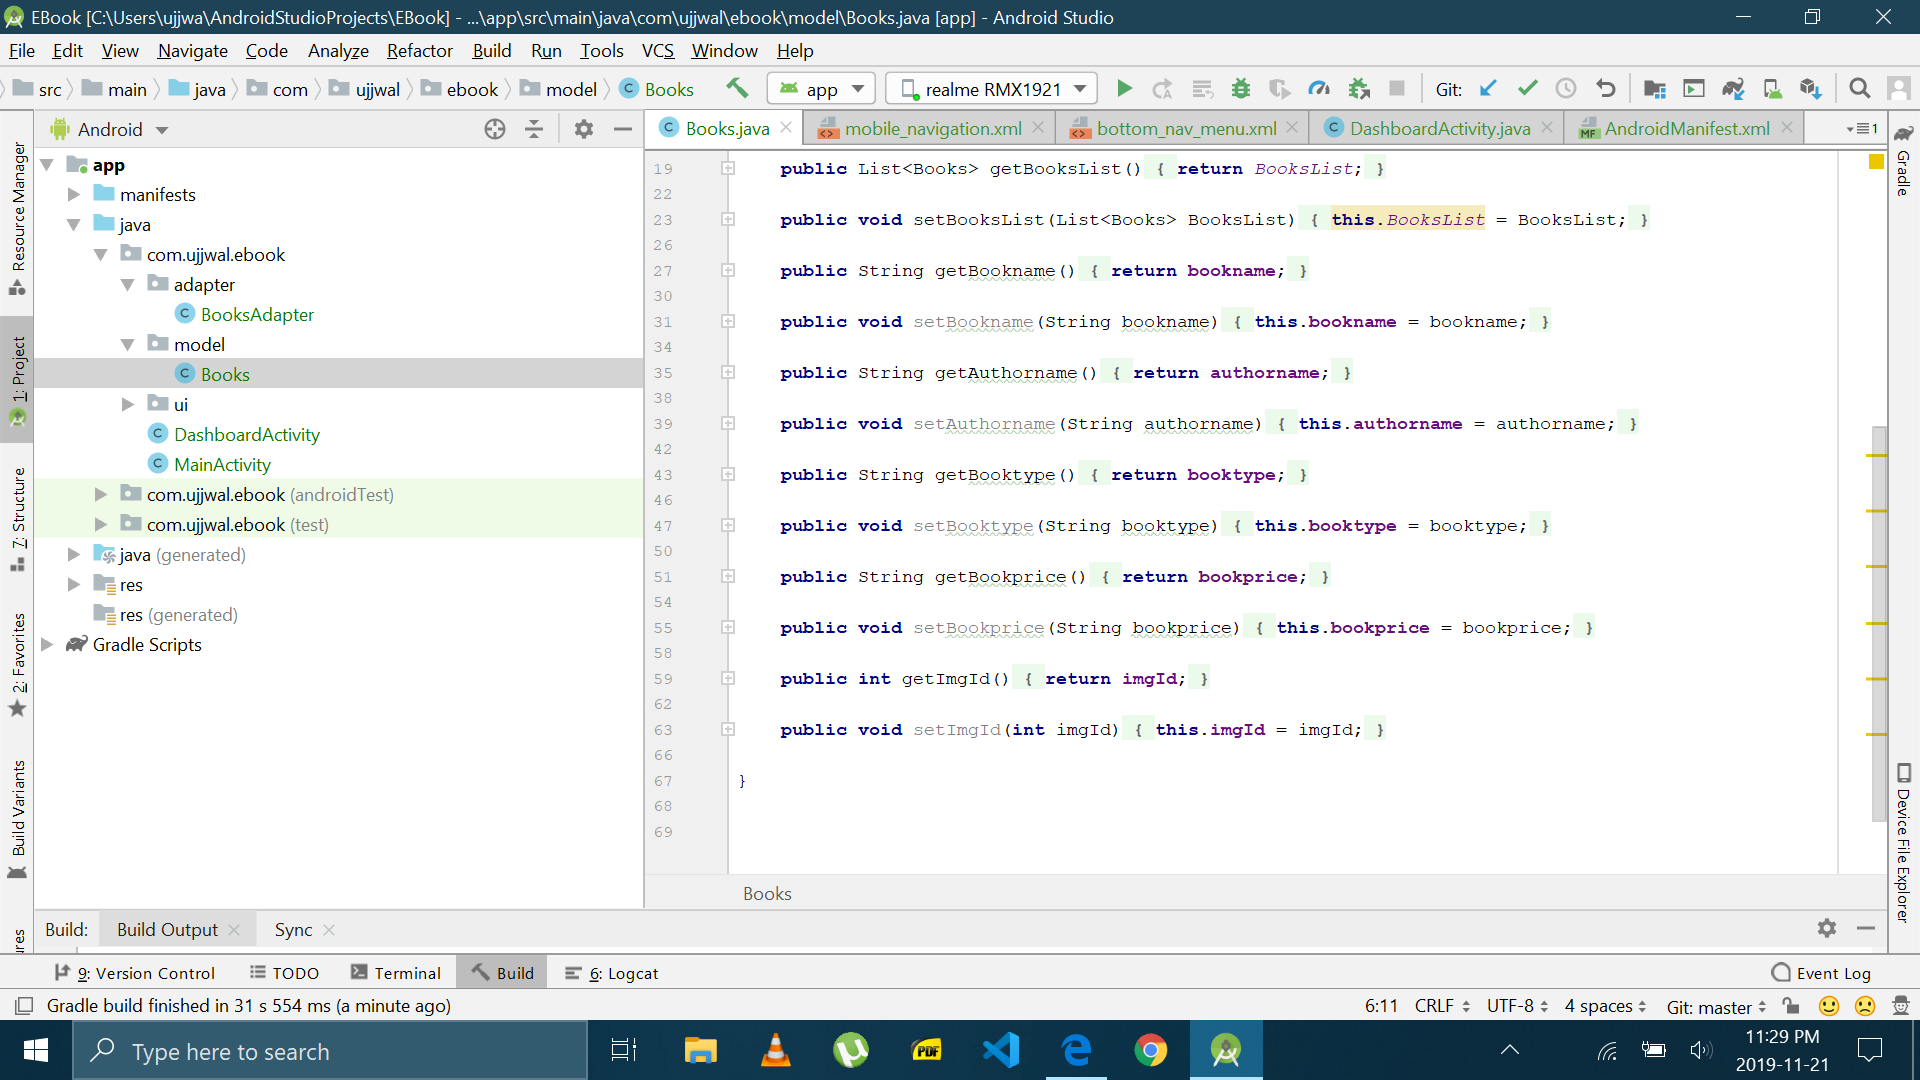 EBook [C:\Users\ujjwa\AndroidStudioProjects\EBook] - ...\app\src\main\java\com\ujjwal\ebook\model\Books.java [app] - Android Studio
File Edit View Navigate Code Analyze Refactor Build Run Tools VCS Window Help
src main java com ujjwal ebook model Books app realme RMX1921 Git:
Android
Books.java mobile_navigation.xml bottom_nav_menu.xml DashboardActivity.java AndroidManifest.xml 1
app
manifests
java
com.ujjwal.ebook
adapter
BooksAdapter
model
Books
ui
DashboardActivity
MainActivity
com.ujjwal.ebook (androidTest)
com.ujjwal.ebook (test)
java (generated)
res
res (generated)
Gradle Scripts
Resource Manager
1: Project
7: Structure
2: Favorites
Build Variants
ures
19 public List<Books> getBooksList() { return BooksList; }
22
23 public void setBooksList(List<Books> BooksList) { this.BooksList = BooksList; }
26
27 public String getBookname() { return bookname; }
30
31 public void setBookname(String bookname) { this.bookname = bookname; }
34
35 public String getAuthorname() { return authorname; }
38
39 public void setAuthorname(String authorname) { this.authorname = authorname; }
42
43 public String getBooktype() { return booktype; }
46
47 public void setBooktype(String booktype) { this.booktype = booktype; }
50
51 public String getBookprice() { return bookprice; }
54
55 public void setBookprice(String bookprice) { this.bookprice = bookprice; }
58
59 public int getImgId() { return imgId; }
62
63 public void setImgId(int imgId) { this.imgId = imgId; }
66
67 }
68
69
Books
Gradle
Device File Explorer
Build: Build Output Sync
9: Version Control TODO Terminal Build 6: Logcat Event Log
Gradle build finished in 31 s 554 ms (a minute ago) 6:11 CRLF UTF-8 4 spaces Git: master
Type here to search
PDF
11:29 PM
2019-11-21